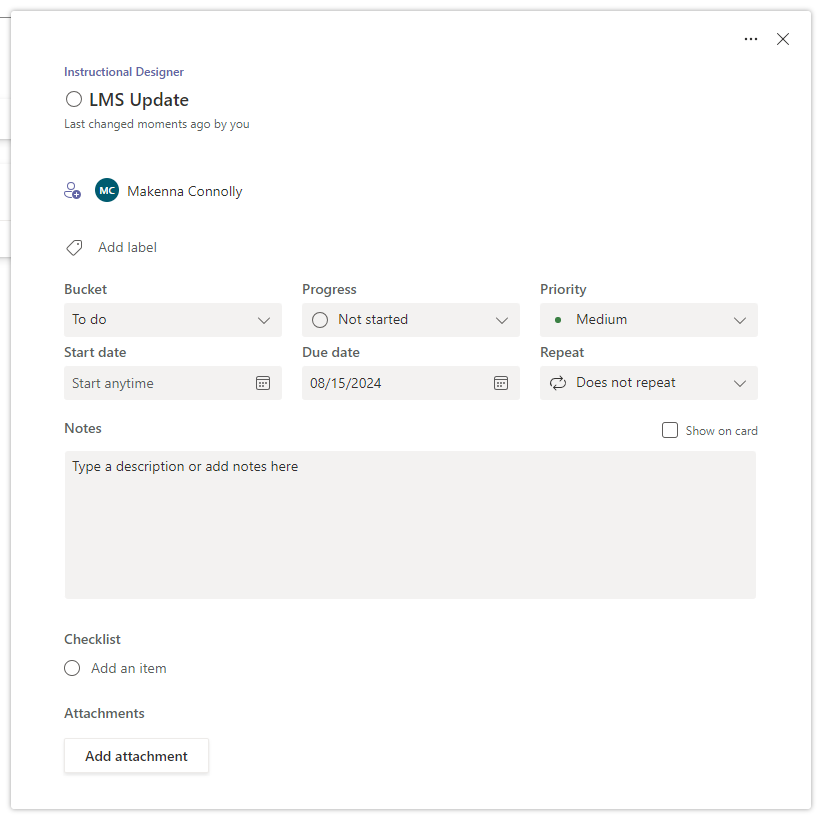 Instructional Designer
LMS Update
Last changed moments ago by you
MC Makenna Connolly
Add label
Bucket Progress Priority
To do Not started Medium
Start date Due date Repeat
Start anytime 08/15/2024 Does not repeat
Notes Show on card
Type a description or add notes here
Checklist
Add an item
Attachments
Add attachment